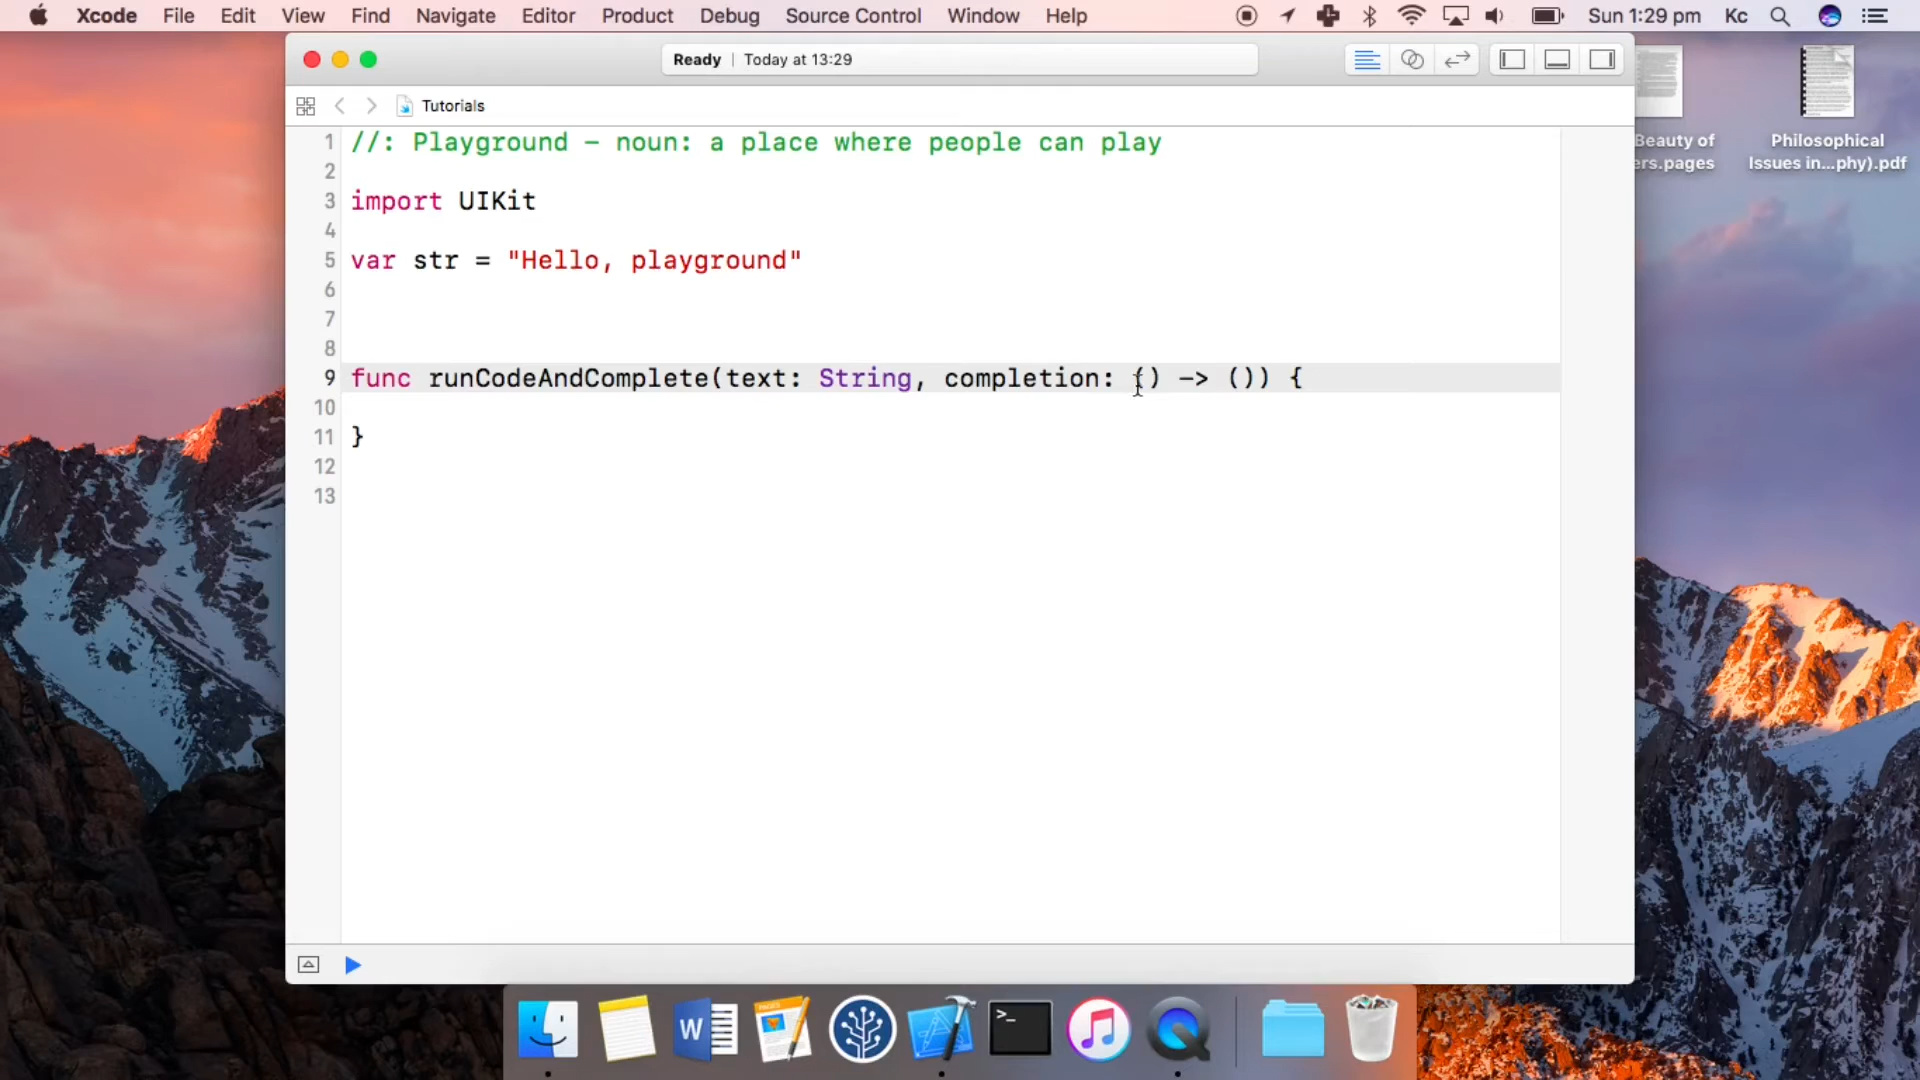 Xcode File Edit View Find Navigate Editor Product Debug Source Control Window Help Sun 1:29 pm Kc
Ready | Today at 13:29
Tutorials
1 //: Playground – noun: a place where people can play
2
3 import UIKit
4
5 var str = "Hello, playground"
6
7
8
9 func runCodeAndComplete(text: String, completion: () -> ()) {
10
11 }
12
13
Beauty of
ers.pages
Philosophical
Issues in...phy).pdf
W
PAGES
>_